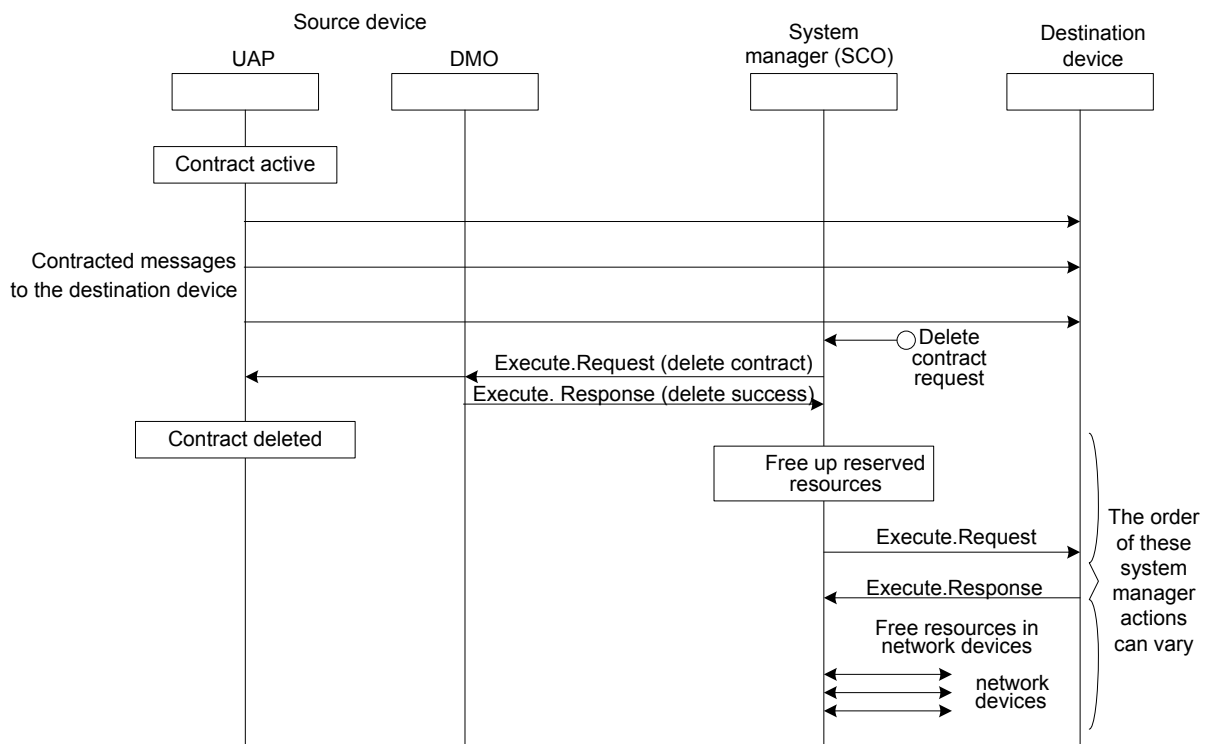 Source device
UAP
DMO
System
manager (SCO)
Destination
device
Contract active
Contracted messages
to the destination device
Delete
contract
request
Execute.Request (delete contract)
Execute. Response (delete success)
Contract deleted
Free up reserved
resources
Execute.Request
Execute.Response
Free resources in
network devices
network
devices
The order
of these
system
manager
actions
can vary